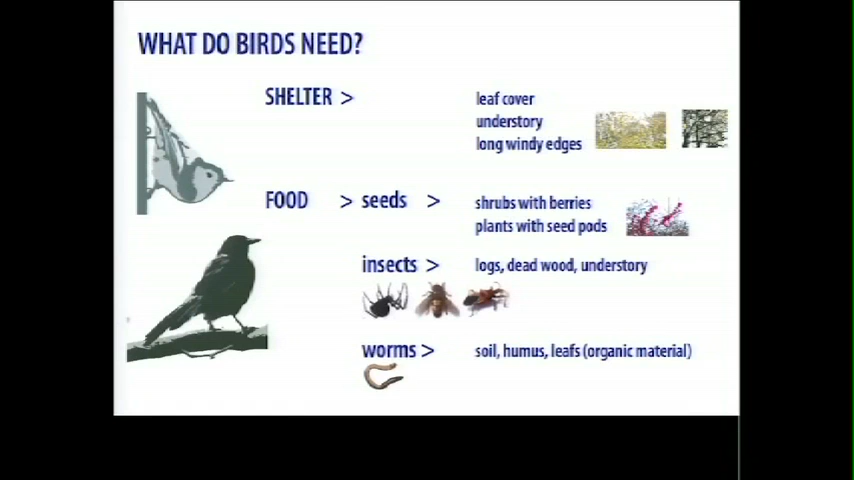 WHAT DO BIRDS NEED?
SHELTER >
leaf cover
understory
long windy edges
FOOD > seeds > shrubs with berries
plants with seed pods
insects > logs, dead wood, understory
worms > soil, humus, leafs (organic material)